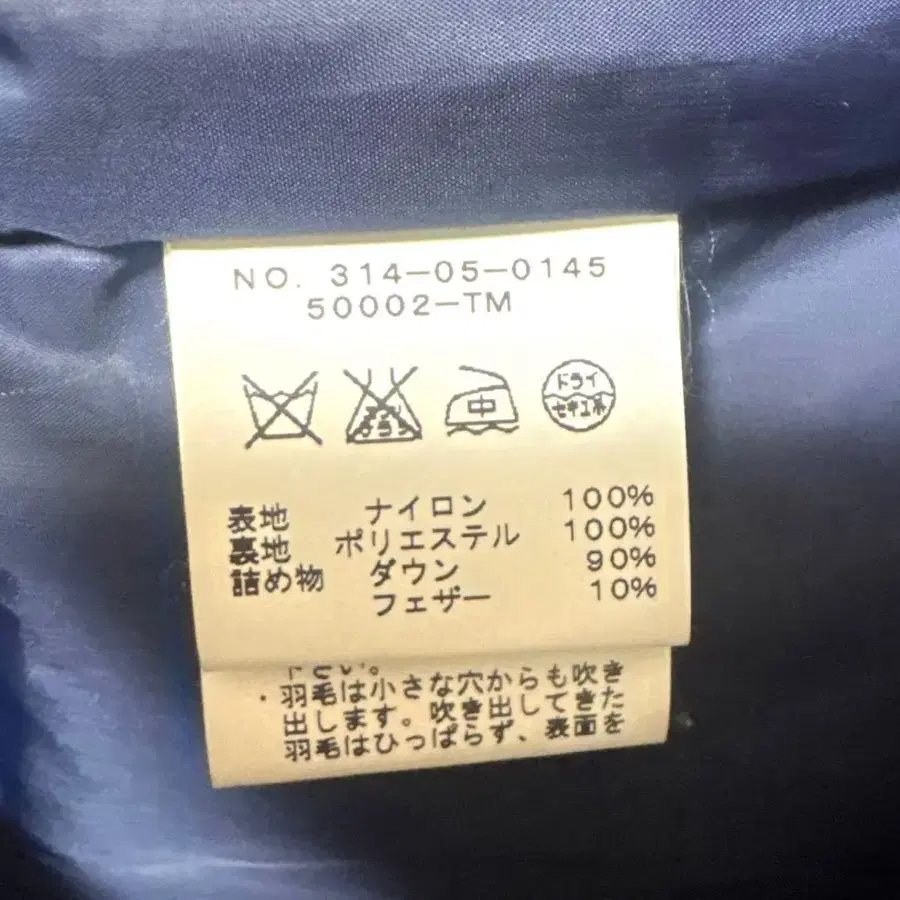 NO. 314-05-0145
50002-TM
中
ドライ
セキユ系
表地 ナイロン 100%
裏地 ポリエステル 100%
詰め物 ダウン 90%
フェザー 10%
・羽毛は小さな穴からも吹き
出します。吹き出してきた
羽毛はひっぱらず、表面を